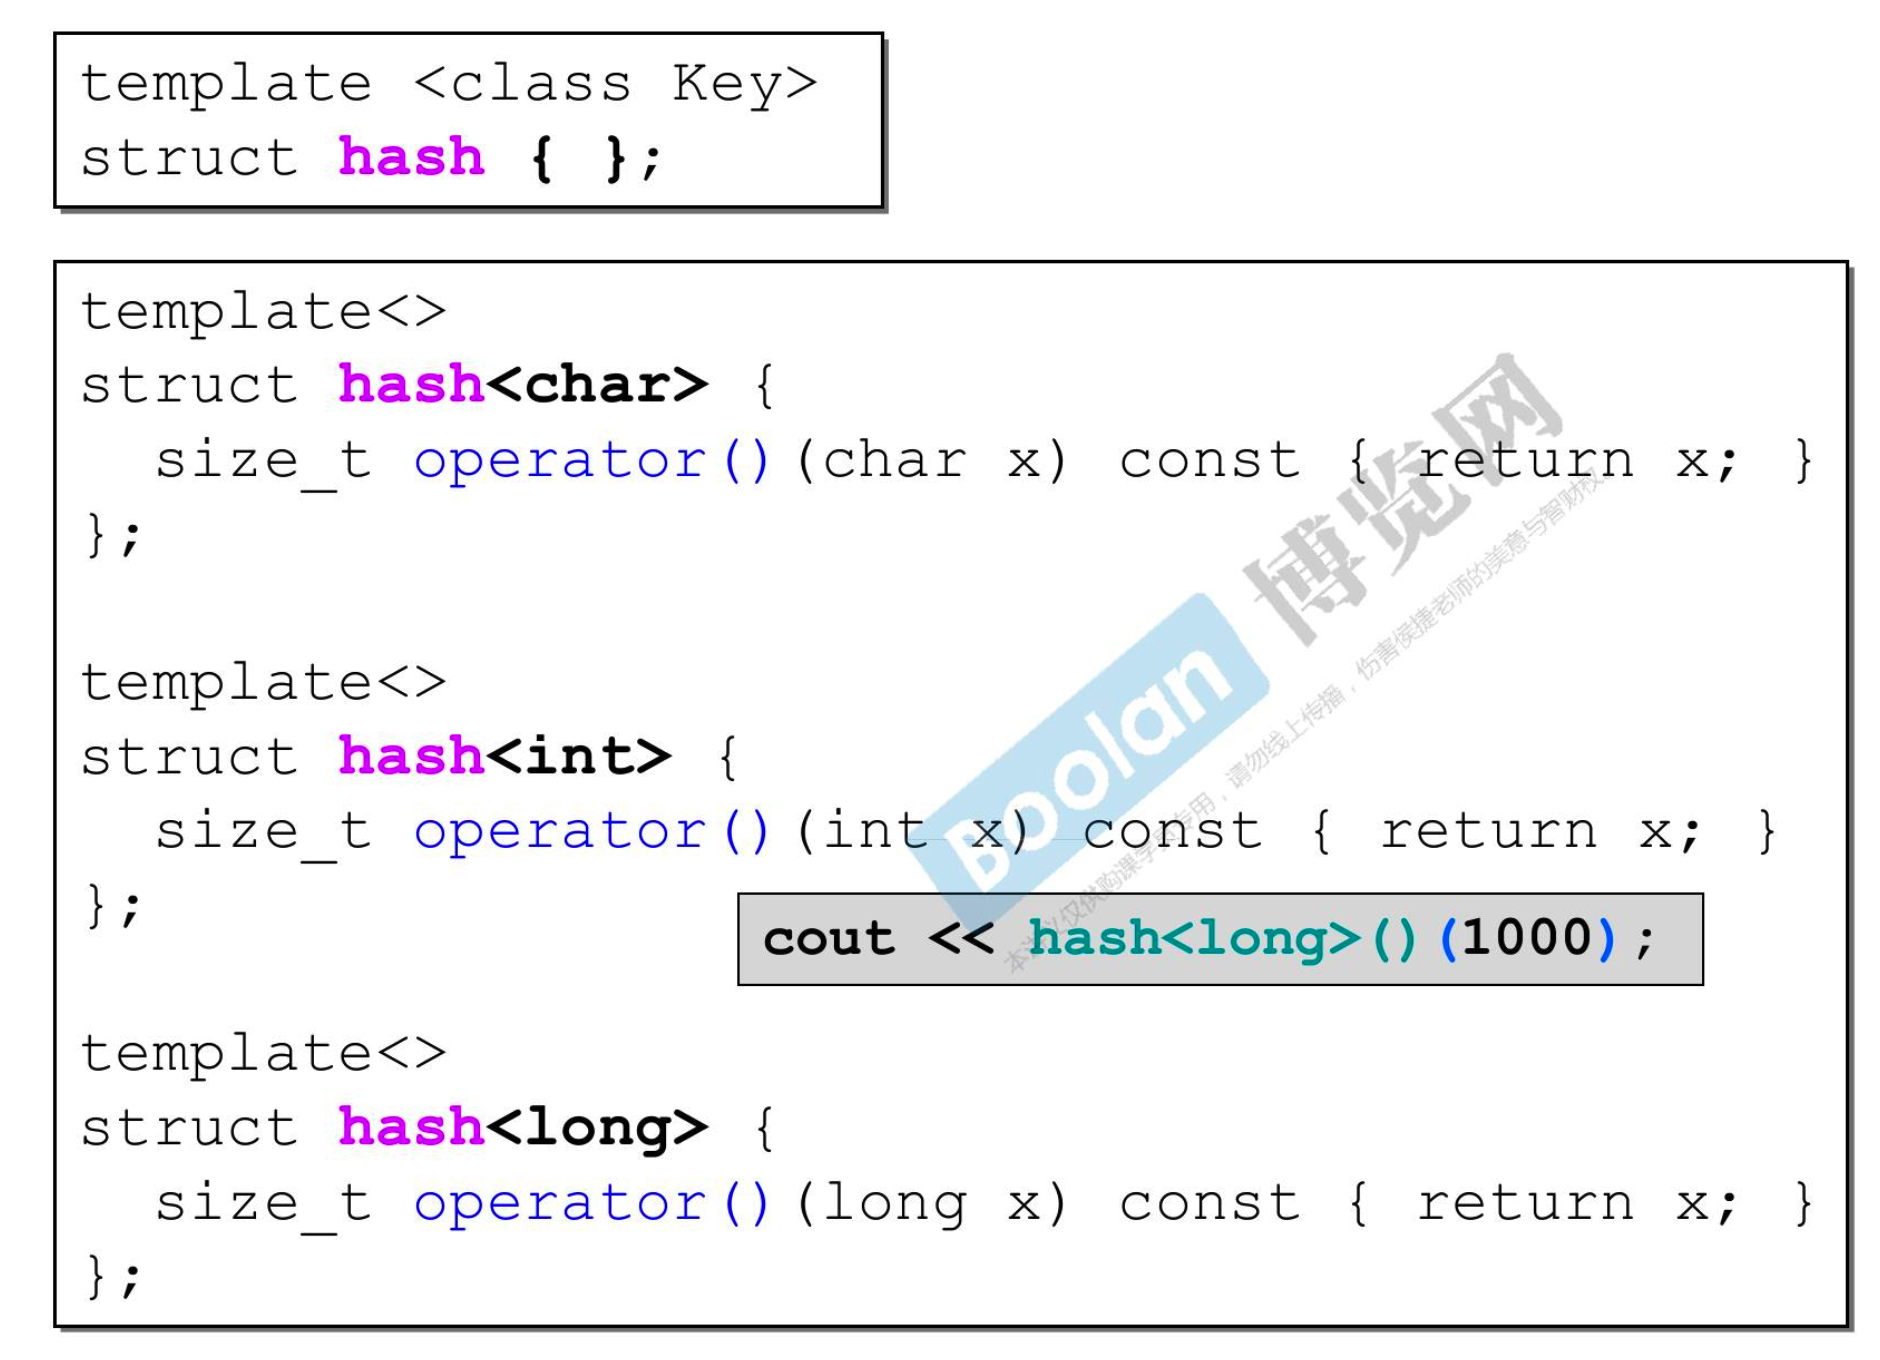 template <class Key>
struct hash { };
template<>
struct hash<char> {
size_t operator()(char x) const { return x; }
};
template<>
struct hash<int> {
size_t operator()(int x) const { return x; }
};
cout << hash<long>()(1000);
template<>
struct hash<long> {
size_t operator()(long x) const { return x; }
};
Boolan 博览网
本讲义仅供购课学员专用，请勿线上传播，伤害侯捷老师的美意与智财权。